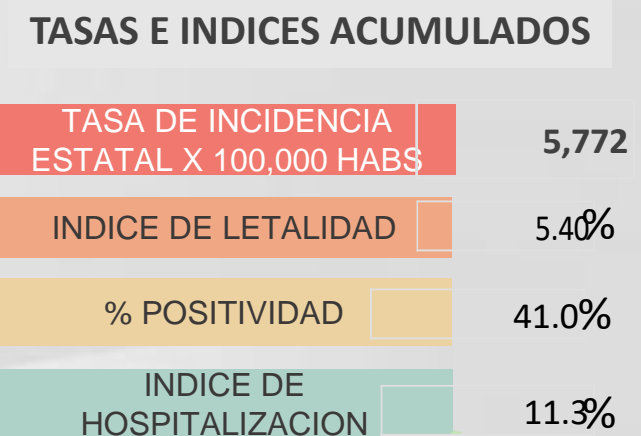 TASAS E INDICES ACUMULADOS
TASA DE INCIDENCIA
ESTATAL X 100,000 HABS
5,772
INDICE DE LETALIDAD
5.40%
% POSITIVIDAD
41.0%
INDICE DE
HOSPITALIZACION
11.3%